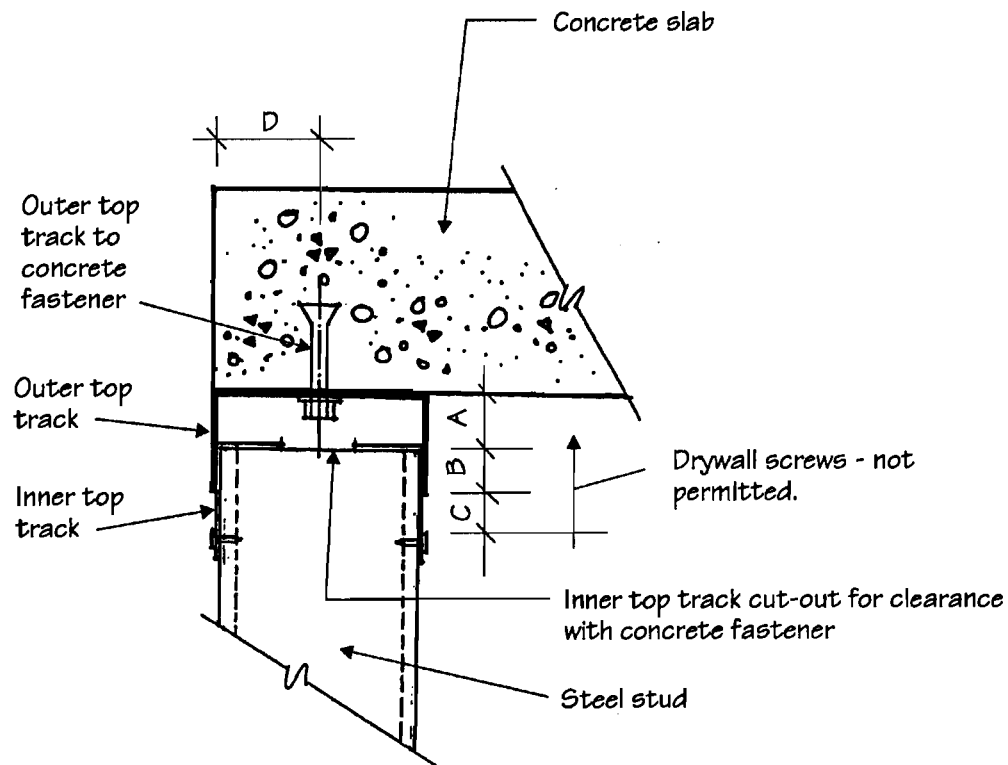 Concrete slab
D
Outer top
track to
concrete
fastener
Outer top
track
A
B
Drywall screws - not
permitted.
Inner top
track
C
Inner top track cut-out for clearance
with concrete fastener
Steel stud